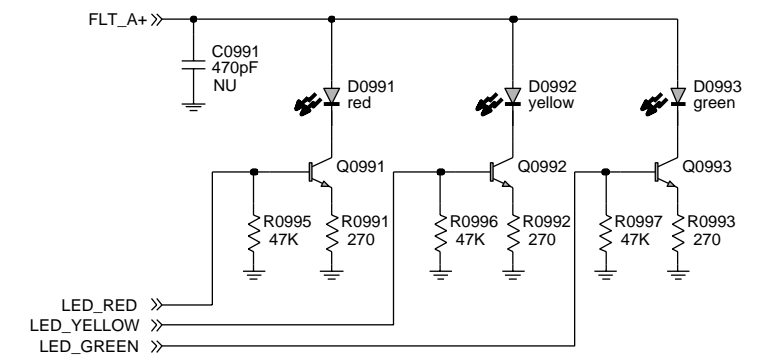 FLT_A+
C0991
470pF
NU
D0991
red
D0992
yellow
D0993
green
Q0991
Q0992
Q0993
R0995
47K
R0991
270
R0996
47K
R0992
270
R0997
47K
R0993
270
LED_RED
LED_YELLOW
LED_GREEN